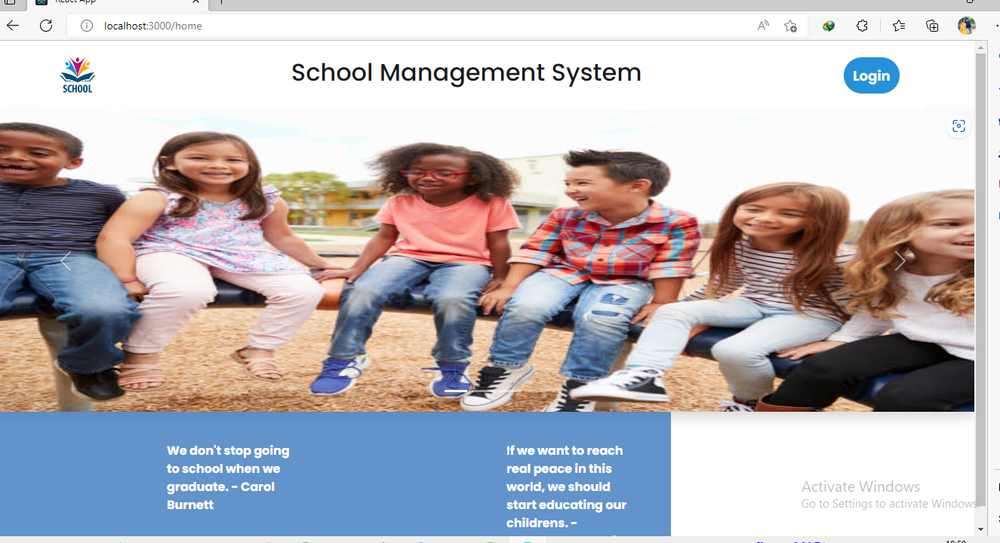 React App
localhost:3000/home
SCHOOL
School Management System
Login
We don't stop going
to school when we
graduate. - Carol
Burnett
If we want to reach
real peace in this
world, we should
start educating our
childrens. -
Activate Windows
Go to Settings to activate Windows.